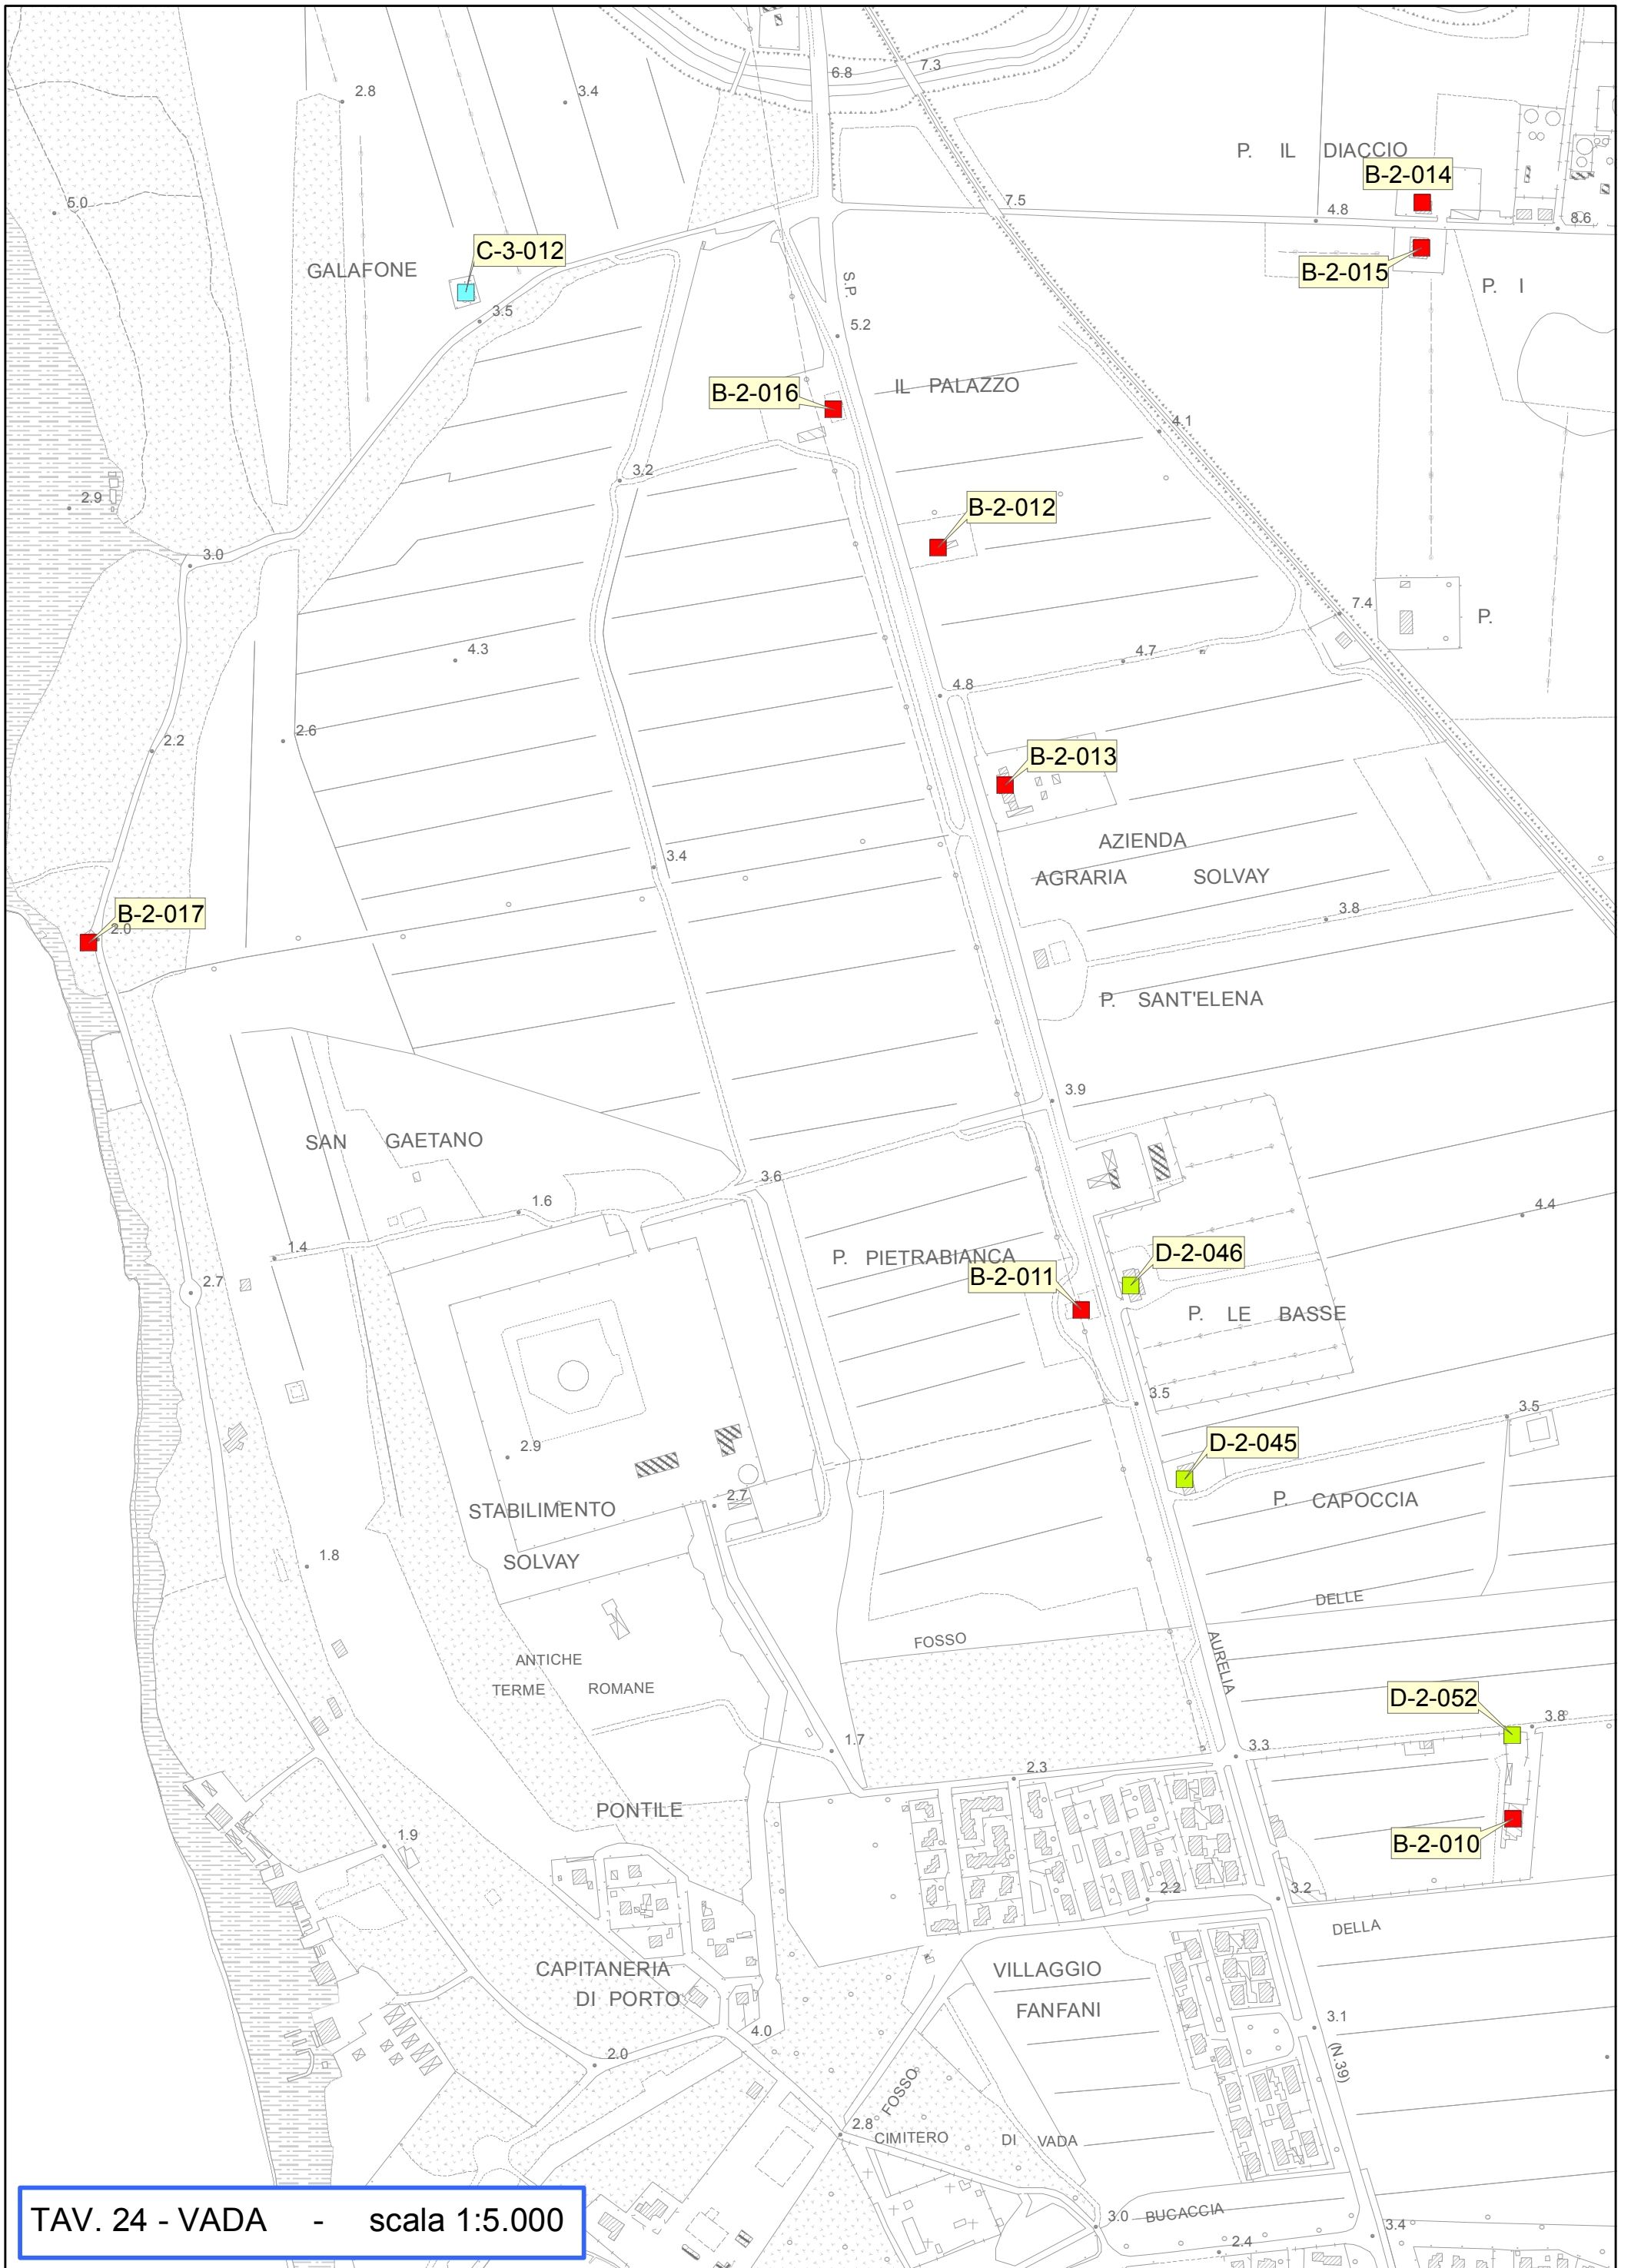 6.8
7.3
2.8
3.4
P. IL DIACCIO
B-2-014
7.5
4.8
8.6
5.0
C-3-012
GALAFONE
B-2-015
P. I
S.P.
3.5
5.2
B-2-016
IL PALAZZO
4.1
3.2
2.9
B-2-012
3.0
7.4
P.
4.3
4.7
4.8
2.6
2.2
B-2-013
AZIENDA
3.4
AGRARIA SOLVAY
B-2-017
2.0
3.8
P. SANT'ELENA
3.9
SAN GAETANO
3.6
1.6
4.4
1.4
P. PIETRABIANCA
D-2-046
B-2-011
2.7
P. LE BASSE
3.5
3.5
2.9
D-2-045
2.7
P. CAPOCCIA
STABILIMENTO
SOLVAY
1.8
DELLE
FOSSO
AURELIA
ANTICHE
TERME ROMANE
D-2-052
3.8
1.7
3.3
2.3
PONTILE
1.9
B-2-010
2.2
3.2
DELLA
CAPITANERIA
DI PORTO
VILLAGGIO
FANFANI
4.0
3.1
2.0
(N.39)
FOSSO
2.8
CIMITERO DI VADA
3.0
BUCACCIA
3.4
2.4
TAV. 24 - VADA - scala 1:5.000